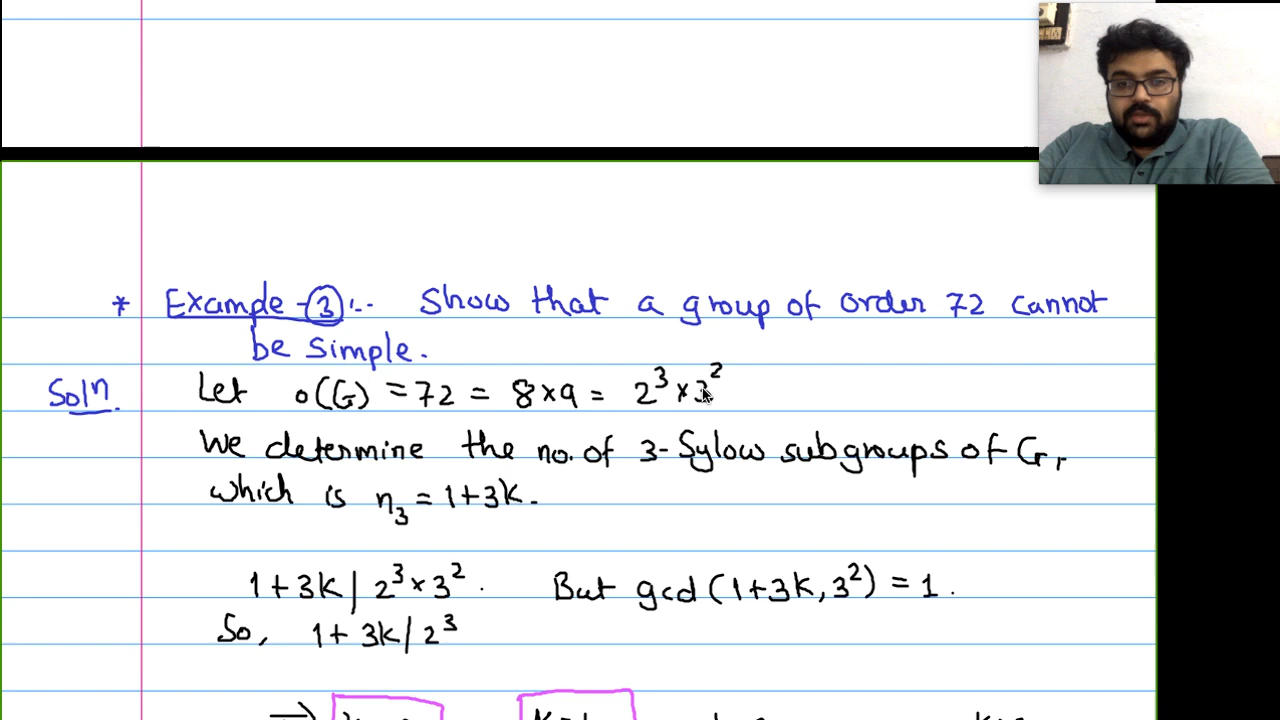 * Example -③:- Show that a group of order 72 cannot
be simple.
Solⁿ. Let o(G) = 72 = 8×9 = 2³×3²
We determine the no. of 3-Sylow subgroups of G,
which is n₃ = 1+3k.
1+3k / 2³×3². But gcd (1+3k, 3²) = 1.
So, 1+ 3k / 2³